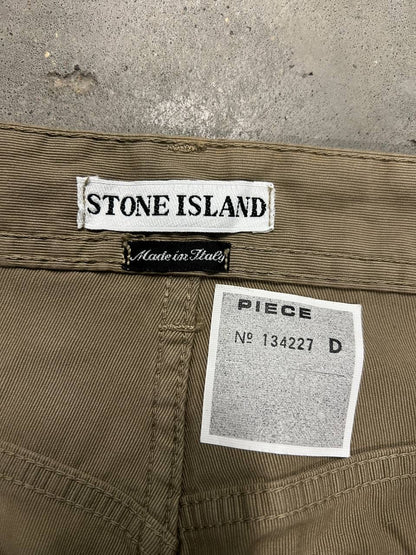 STONE ISLAND
Made in Italy
PIECE
Nº 134227 D